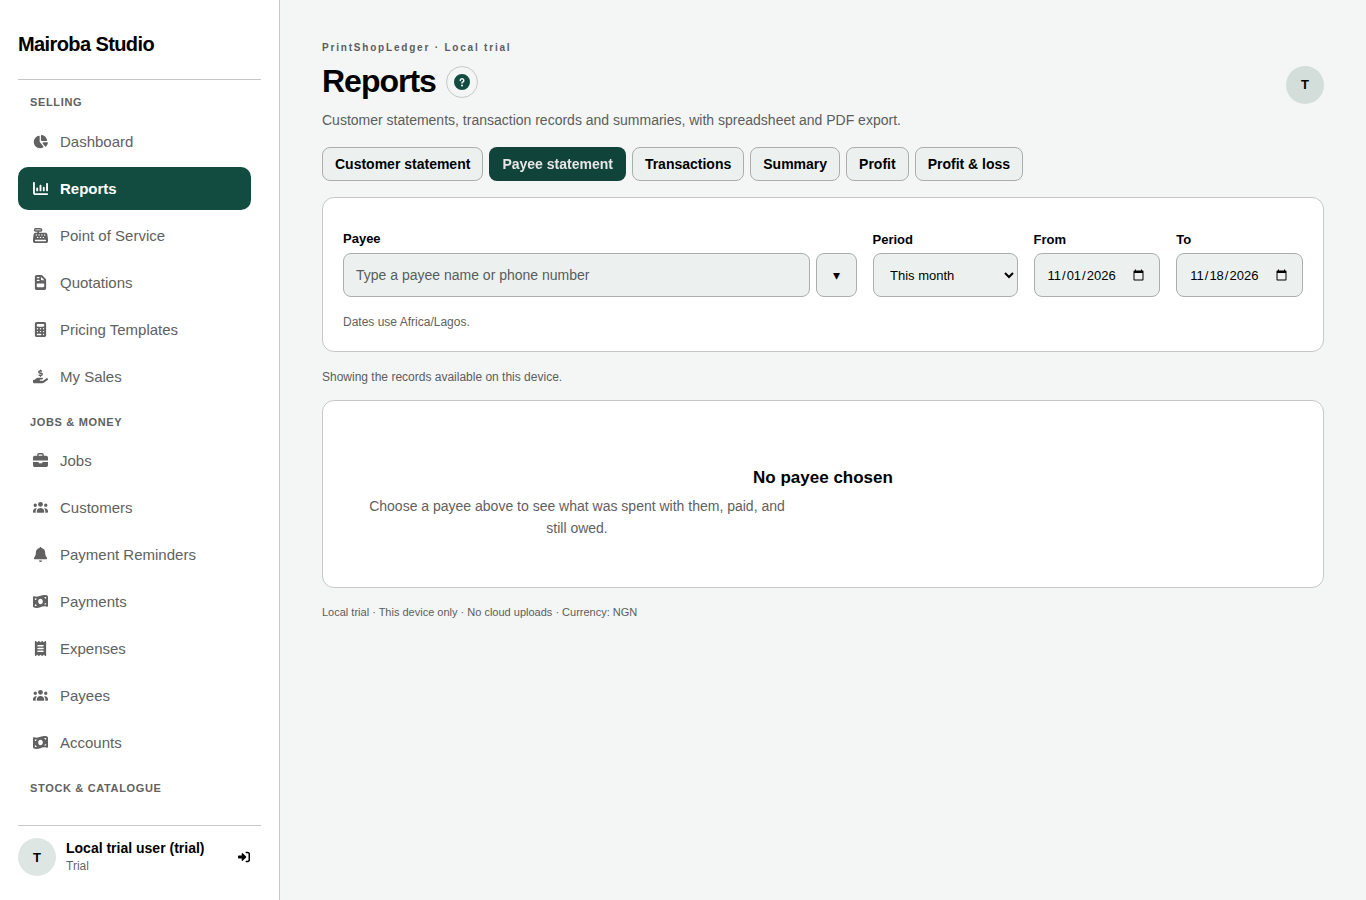 Mairoba Studio
SELLING
Dashboard
Reports
Point of Service
Quotations
Pricing Templates
My Sales
JOBS & MONEY
Jobs
Customers
Payment Reminders
Payments
Expenses
Payees
Accounts
STOCK & CATALOGUE
T
Local trial user (trial)
Trial
PrintShopLedger · Local trial
Reports
?
T
Customer statements, transaction records and summaries, with spreadsheet and PDF export.
Customer statement
Payee statement
Transactions
Summary
Profit
Profit & loss
Payee
Type a payee name or phone number
Period
This month
From
11/01/2026
To
11/18/2026
Dates use Africa/Lagos.
Showing the records available on this device.
No payee chosen
Choose a payee above to see what was spent with them, paid, and
still owed.
Local trial · This device only · No cloud uploads · Currency: NGN